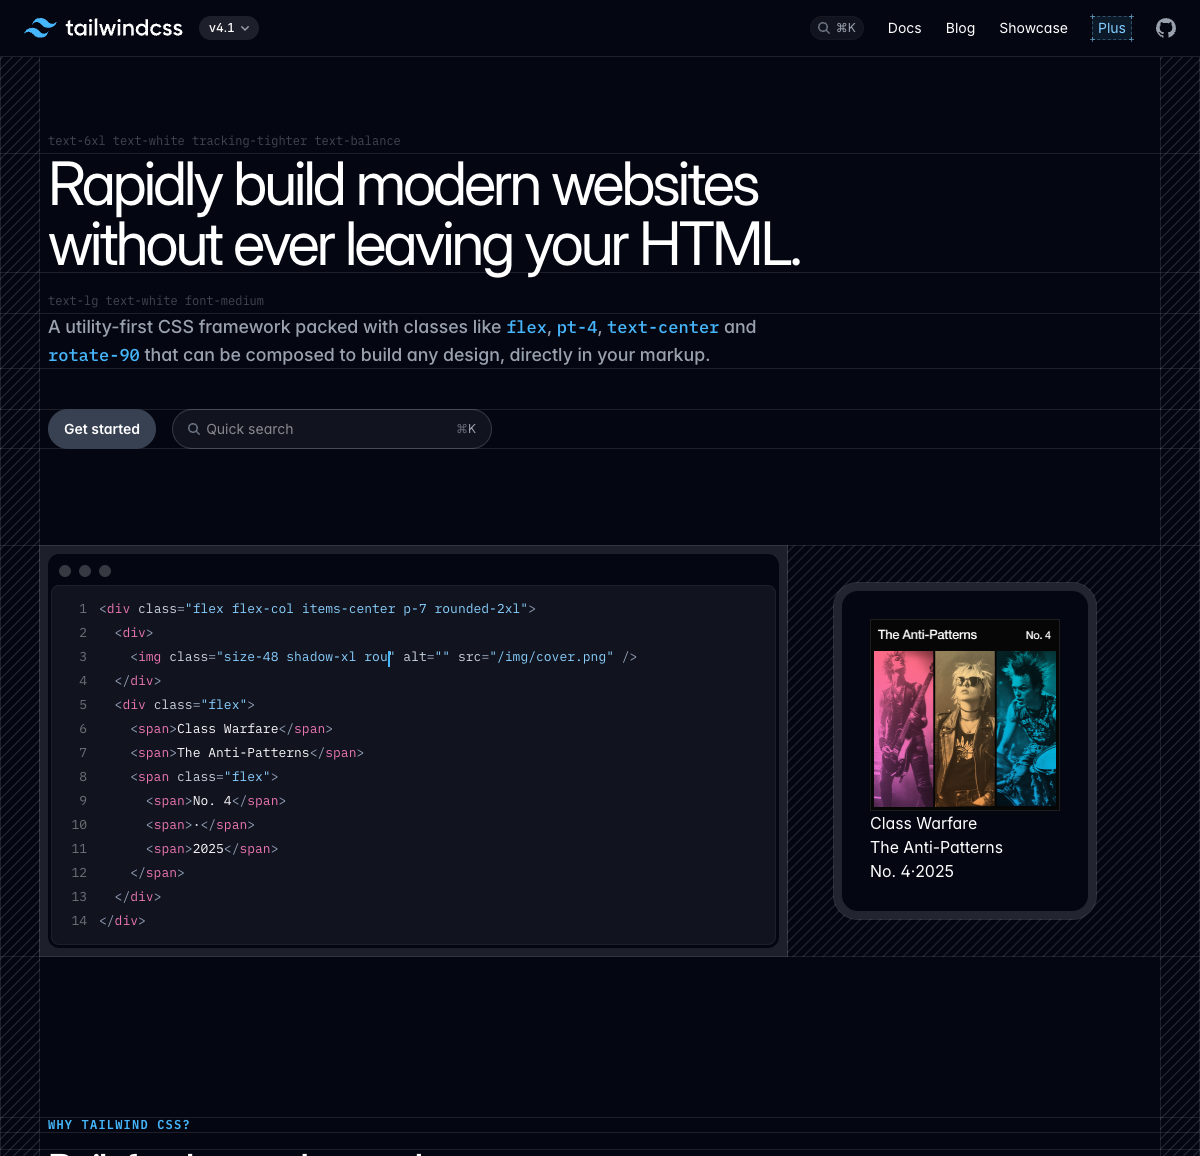 tailwindcss v4.1 ⌘K Docs Blog Showcase Plus
text-6xl text-white tracking-tighter text-balance
Rapidly build modern websites
without ever leaving your HTML.
text-lg text-white font-medium
A utility-first CSS framework packed with classes like flex, pt-4, text-center and
rotate-90 that can be composed to build any design, directly in your markup.
Get started Quick search ⌘K
1 <div class="flex flex-col items-center p-7 rounded-2xl">
2 <div>
3 <img class="size-48 shadow-xl rou" alt="" src="/img/cover.png" />
4 </div>
5 <div class="flex">
6 <span>Class Warfare</span>
7 <span>The Anti-Patterns</span>
8 <span class="flex">
9 <span>No. 4</span>
10 <span>·</span>
11 <span>2025</span>
12 </span>
13 </div>
14 </div>
The Anti-Patterns No. 4
Class Warfare
The Anti-Patterns
No. 4·2025
WHY TAILWIND CSS?